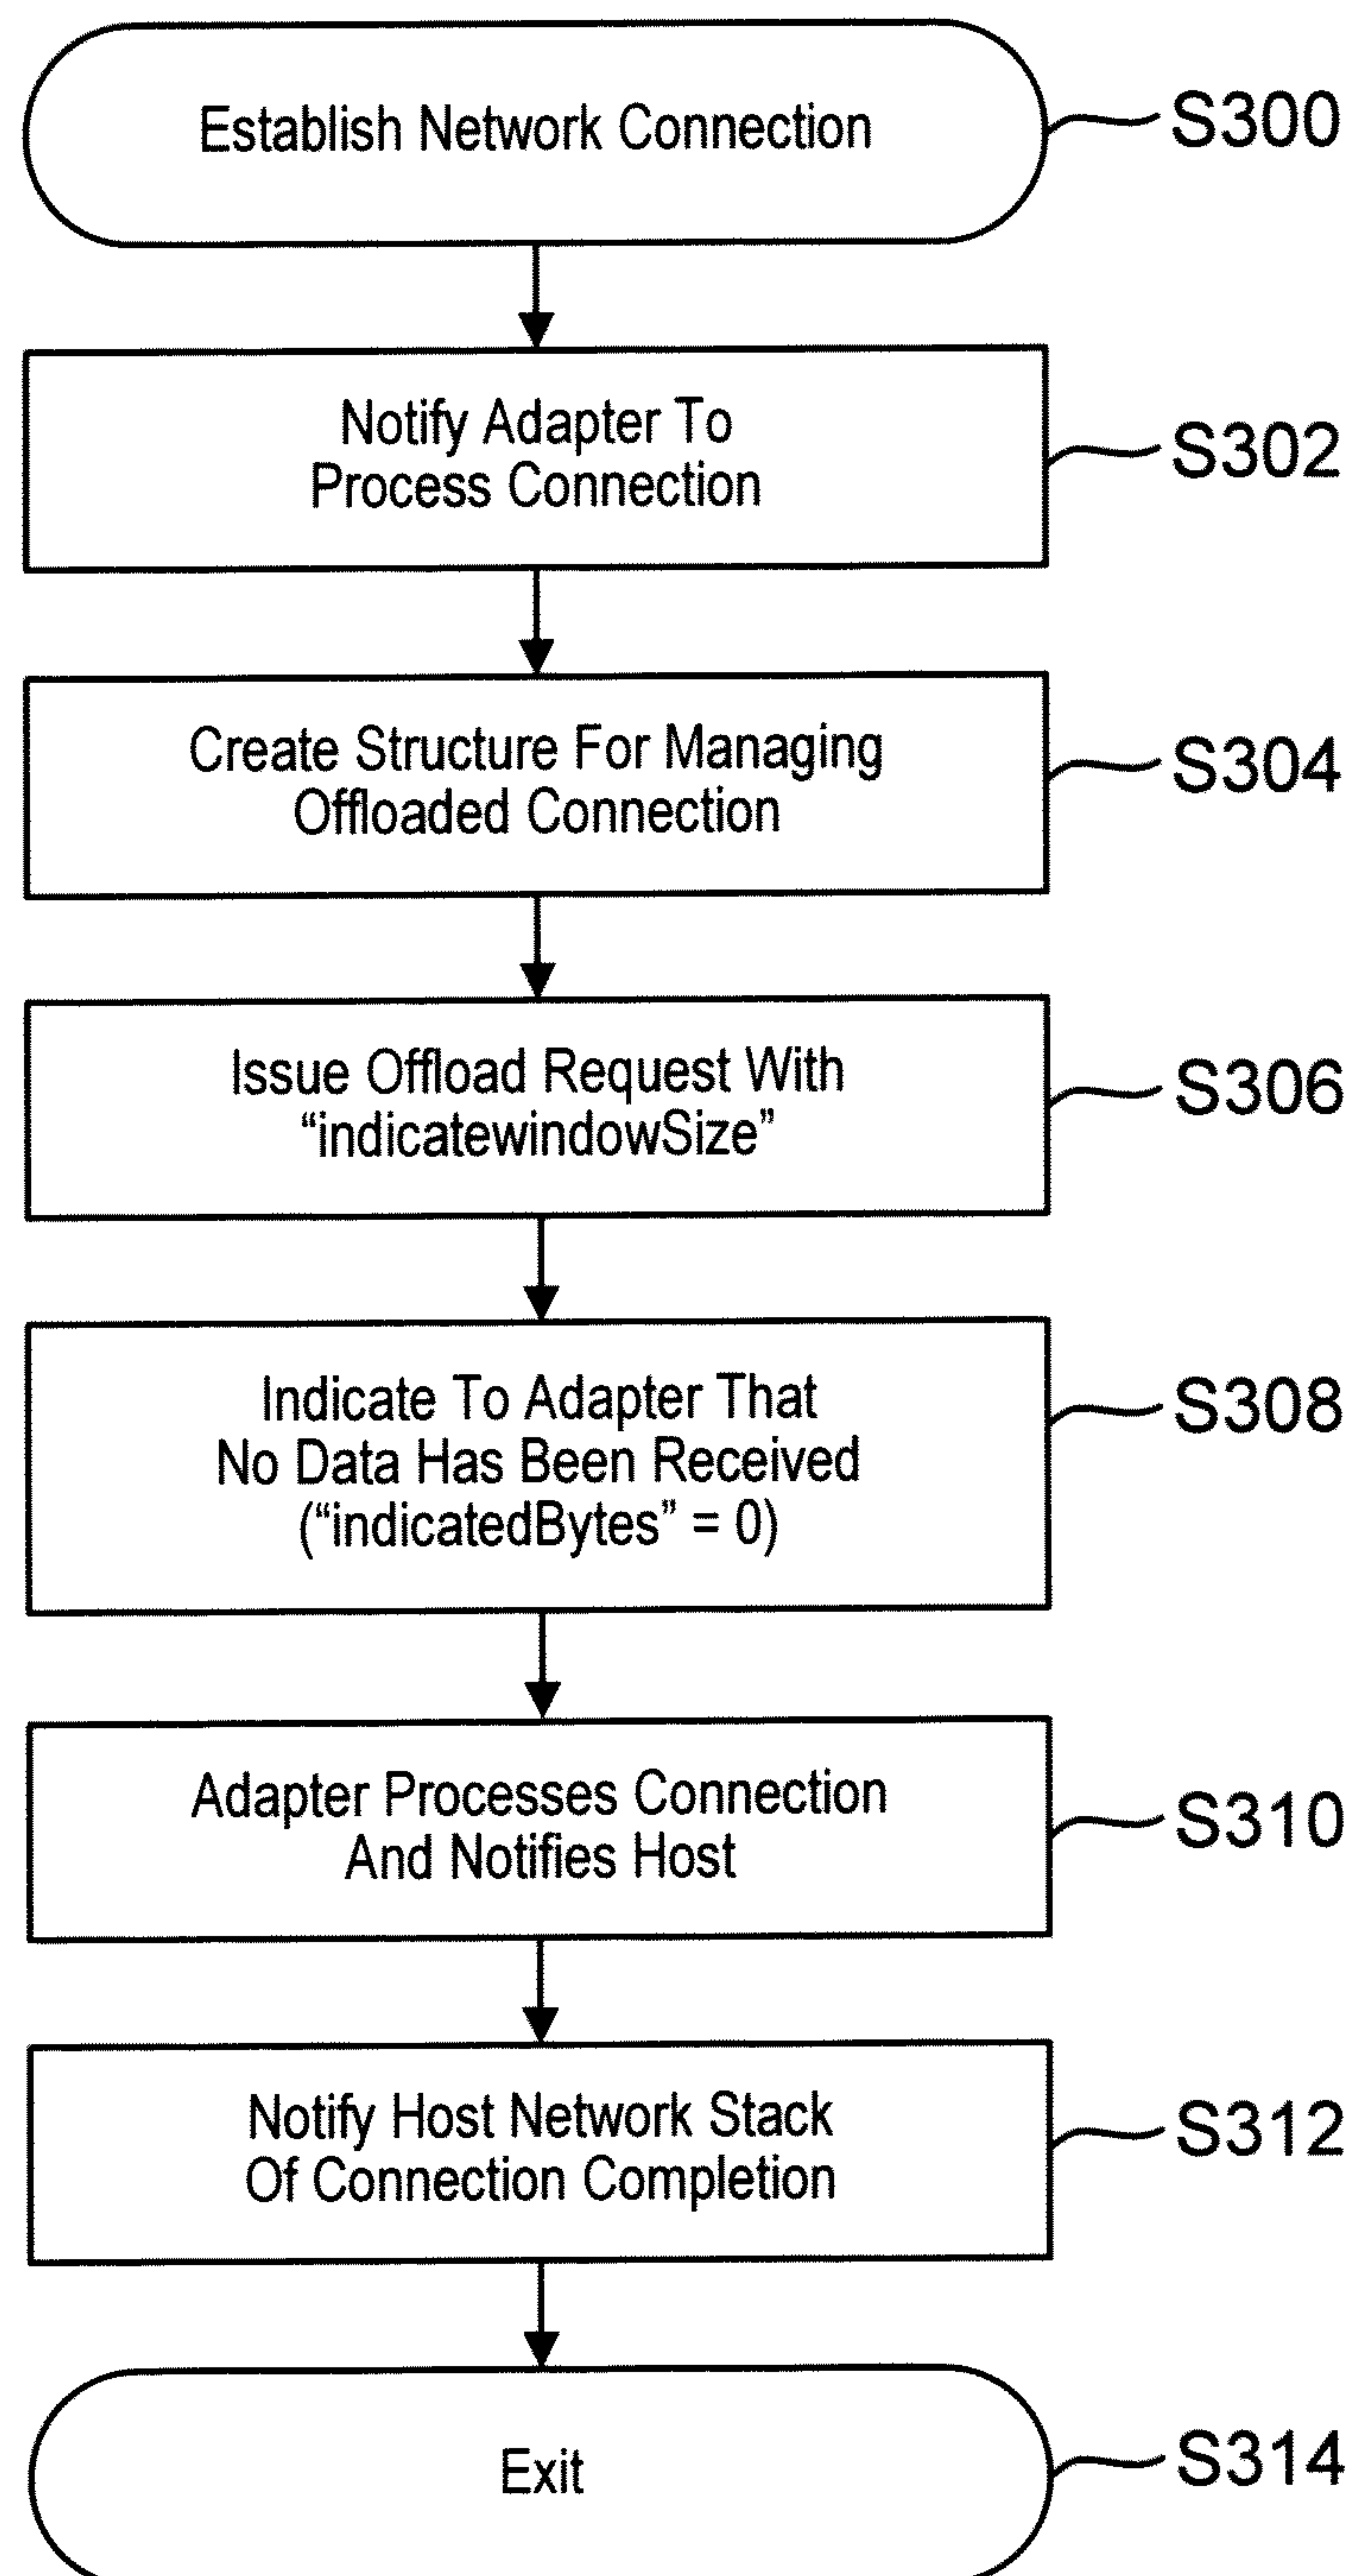 Establish Network Connection
S300
Notify Adapter To
Process Connection
S302
Create Structure For Managing
Offloaded Connection
S304
Issue Offload Request With
“indicatewindowSize”
S306
Indicate To Adapter That
No Data Has Been Received
(“indicatedBytes” = 0)
S308
Adapter Processes Connection
And Notifies Host
S310
Notify Host Network Stack
Of Connection Completion
S312
Exit
S314